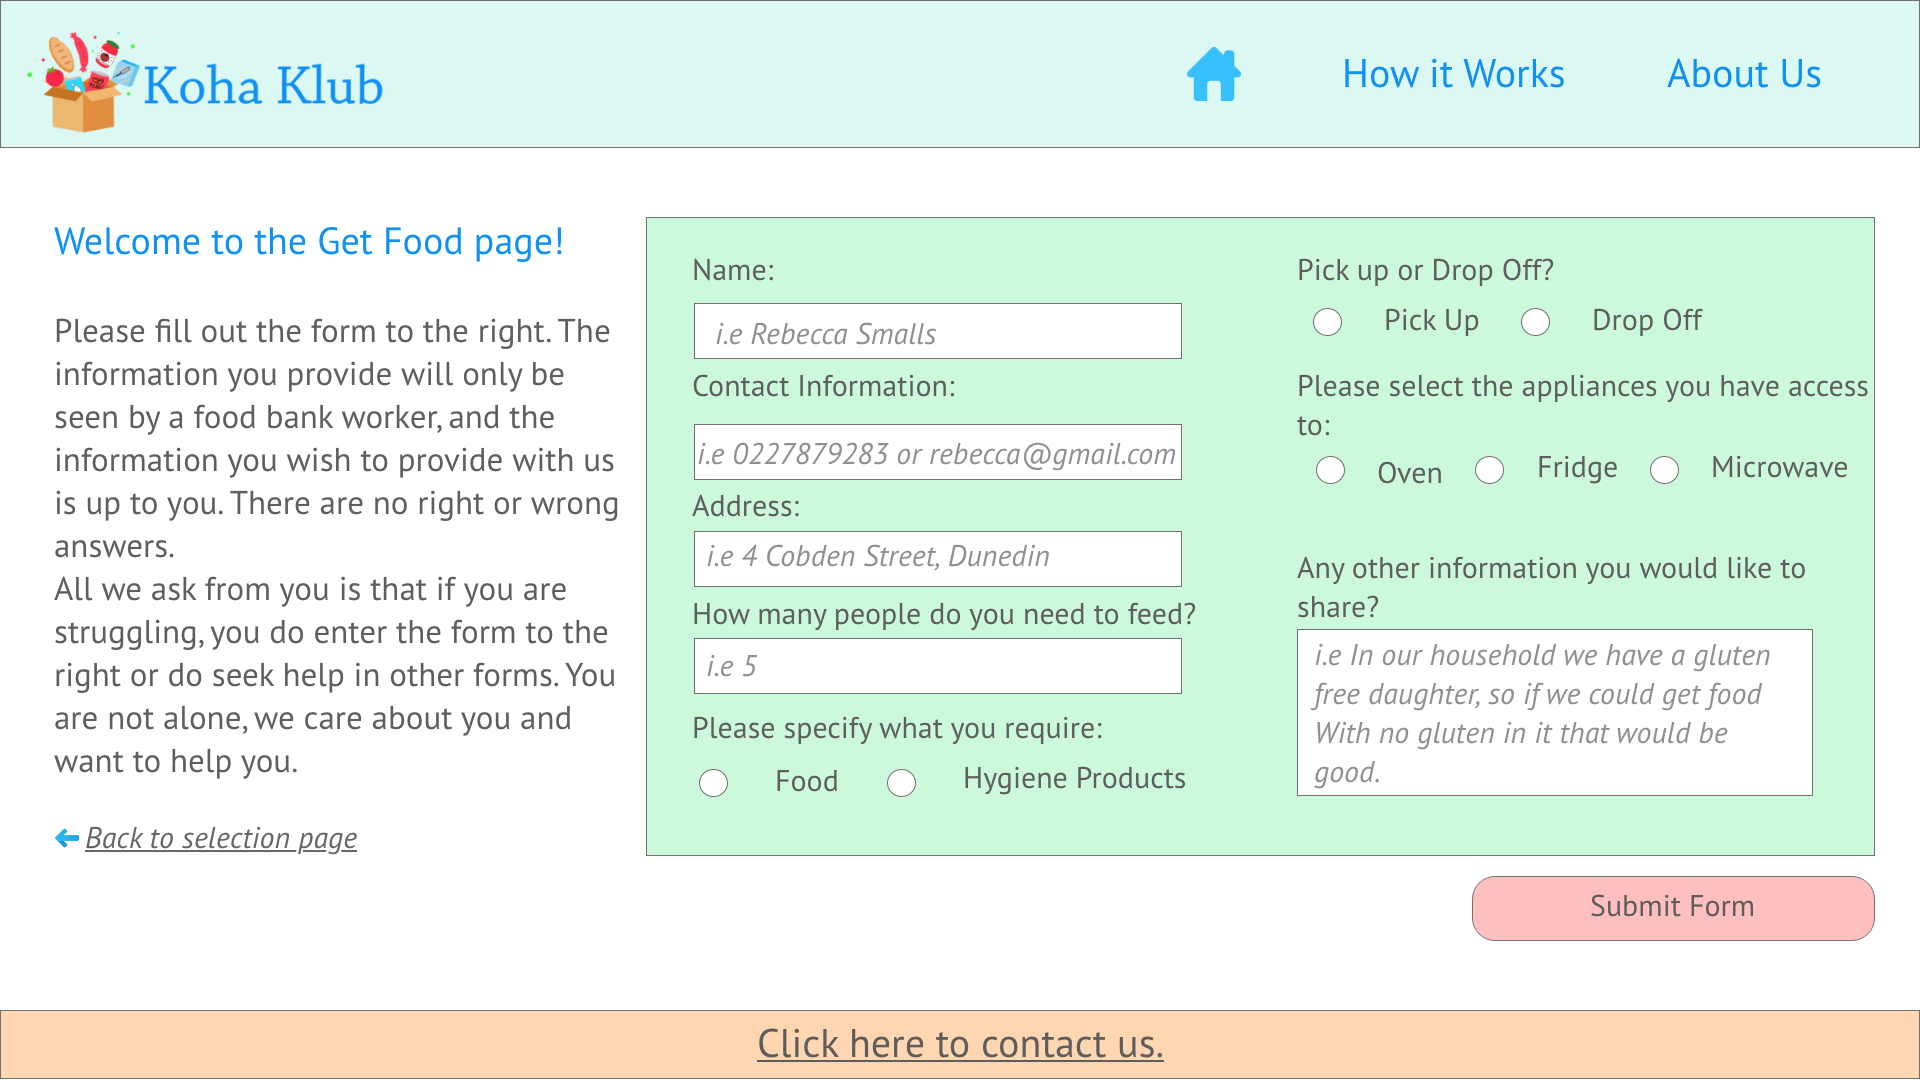 Koha Klub
How it Works
About Us
Welcome to the Get Food page!
Please fill out the form to the right. The
information you provide will only be
seen by a food bank worker, and the
information you wish to provide with us
is up to you. There are no right or wrong
answers.
All we ask from you is that if you are
struggling, you do enter the form to the
right or do seek help in other forms. You
are not alone, we care about you and
want to help you.
Back to selection page
Name:
i.e Rebecca Smalls
Contact Information:
i.e 0227879283 or rebecca@gmail.com
Address:
i.e 4 Cobden Street, Dunedin
How many people do you need to feed?
i.e 5
Please specify what you require:
Food
Hygiene Products
Pick up or Drop Off?
Pick Up
Drop Off
Please select the appliances you have access
to:
Oven
Fridge
Microwave
Any other information you would like to
share?
i.e In our household we have a gluten
free daughter, so if we could get food
With no gluten in it that would be
good.
Submit Form
Click here to contact us.